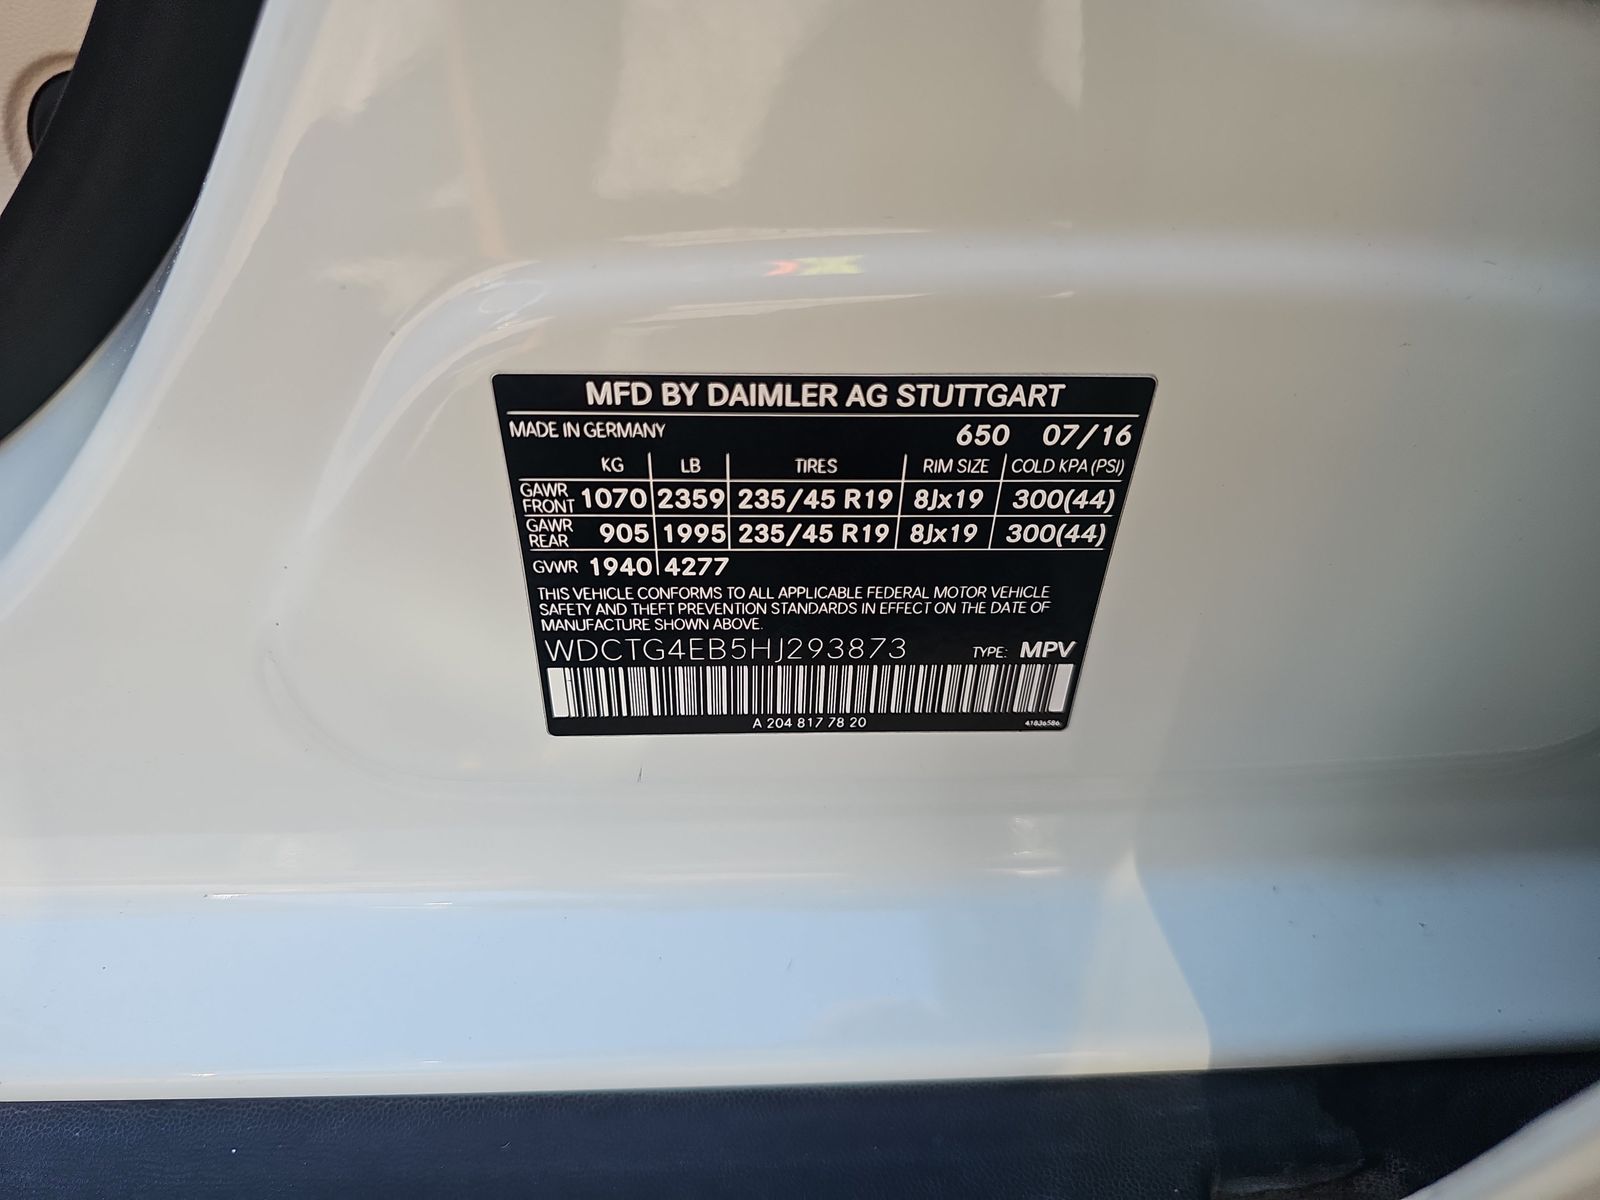 MFD BY DAIMLER AG STUTTGART
MADE IN GERMANY 650 07/16
KG LB TIRES RIM SIZE COLD KPA (PSI)
GAWR FRONT 1070 2359 235/45 R19 8Jx19 300(44)
GAWR REAR 905 1995 235/45 R19 8Jx19 300(44)
GVWR 1940 4277
THIS VEHICLE CONFORMS TO ALL APPLICABLE FEDERAL MOTOR VEHICLE
SAFETY AND THEFT PREVENTION STANDARDS IN EFFECT ON THE DATE OF
MANUFACTURE SHOWN ABOVE.
WDCTG4EB5HJ293873 TYPE: MPV
A 204 817 78 20 41836586